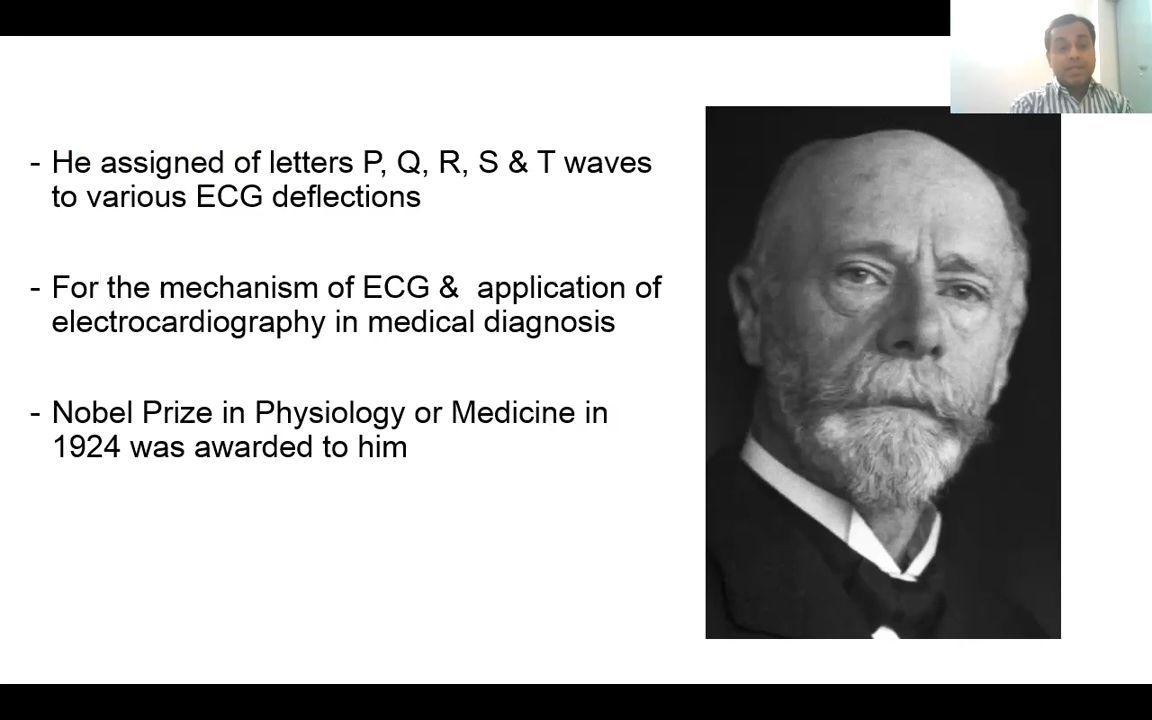 - He assigned of letters P, Q, R, S & T waves
to various ECG deflections
- For the mechanism of ECG &  application of
electrocardiography in medical diagnosis
- Nobel Prize in Physiology or Medicine in
1924 was awarded to him